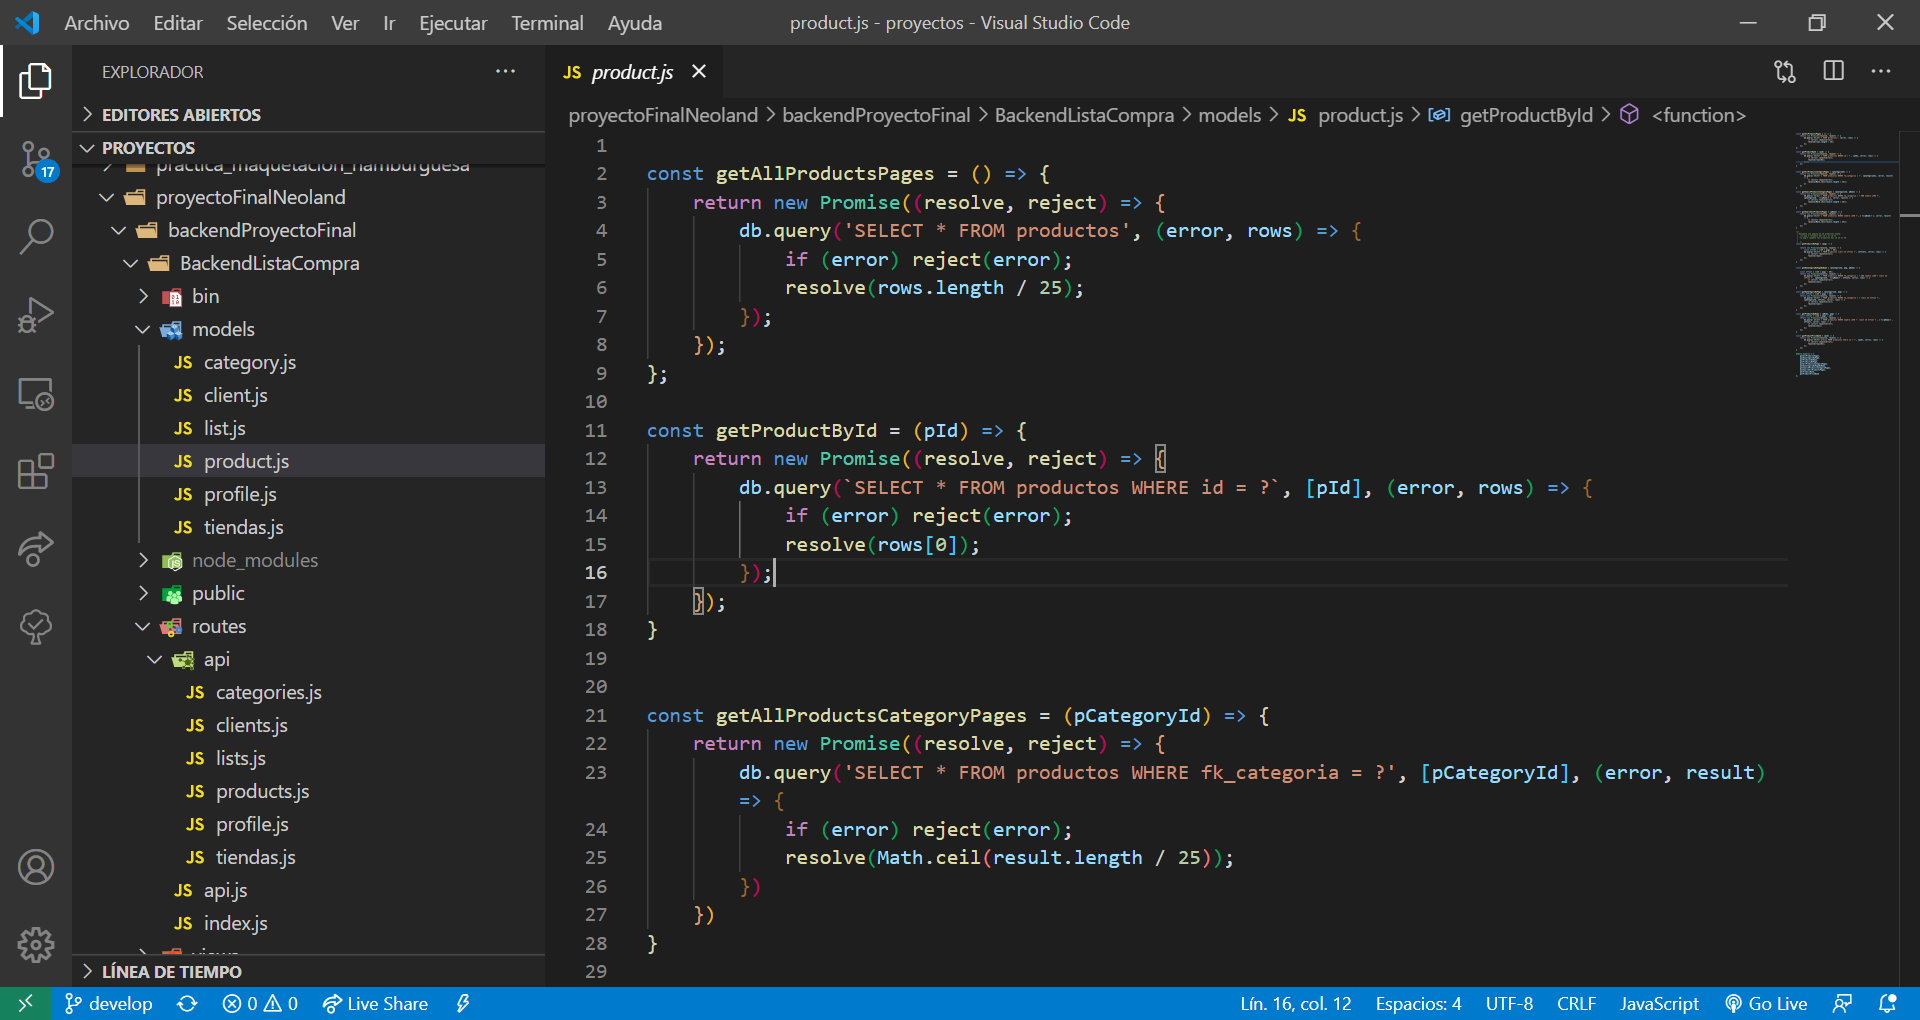 Archivo Editar Selección Ver Ir Ejecutar Terminal Ayuda
product.js - proyectos - Visual Studio Code
EXPLORADOR
EDITORES ABIERTOS
PROYECTOS
practica_maquetacion_hamburguesa
proyectoFinalNeoland
backendProyectoFinal
BackendListaCompra
bin
models
JS category.js
JS client.js
JS list.js
JS product.js
JS profile.js
JS tiendas.js
node_modules
public
routes
api
JS categories.js
JS clients.js
JS lists.js
JS products.js
JS profile.js
JS tiendas.js
JS api.js
JS index.js
views
LÍNEA DE TIEMPO
17
JS product.js
proyectoFinalNeoland > backendProyectoFinal > BackendListaCompra > models > JS product.js > getProductById > <function>
1
2 const getAllProductsPages = () => {
3     return new Promise((resolve, reject) => {
4         db.query('SELECT * FROM productos', (error, rows) => {
5             if (error) reject(error);
6             resolve(rows.length / 25);
7         });
8     });
9 };
10
11 const getProductById = (pId) => {
12     return new Promise((resolve, reject) => {
13         db.query(`SELECT * FROM productos WHERE id = ?`, [pId], (error, rows) => {
14             if (error) reject(error);
15             resolve(rows[0]);
16         });
17     });
18 }
19
20
21 const getAllProductsCategoryPages = (pCategoryId) => {
22     return new Promise((resolve, reject) => {
23         db.query('SELECT * FROM productos WHERE fk_categoria = ?', [pCategoryId], (error, result)
=> {
24             if (error) reject(error);
25             resolve(Math.ceil(result.length / 25));
26         })
27     })
28 }
29
develop 0 0 Live Share
Lín. 16, col. 12 Espacios: 4 UTF-8 CRLF JavaScript Go Live